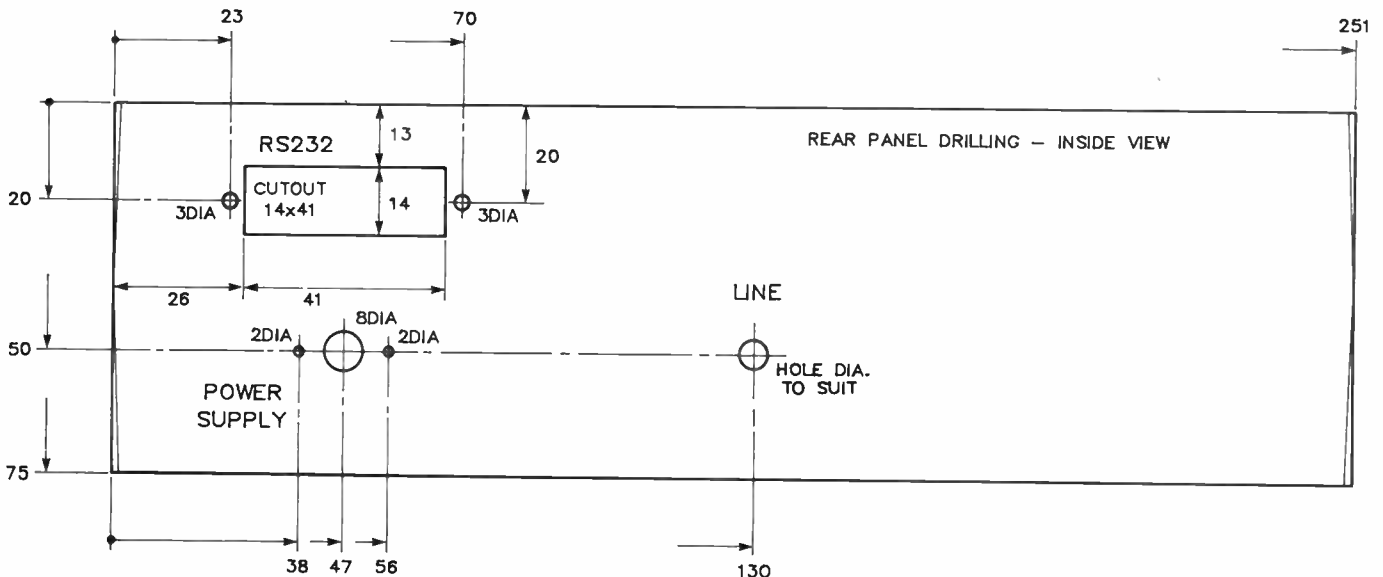 23
70
251
13
20
REAR PANEL DRILLING – INSIDE VIEW
RS232
CUTOUT
14x41
14
20
3DIA
3DIA
26
41
LINE
8DIA
2DIA
2DIA
50
HOLE DIA.
TO SUIT
POWER
SUPPLY
75
38
47
56
130